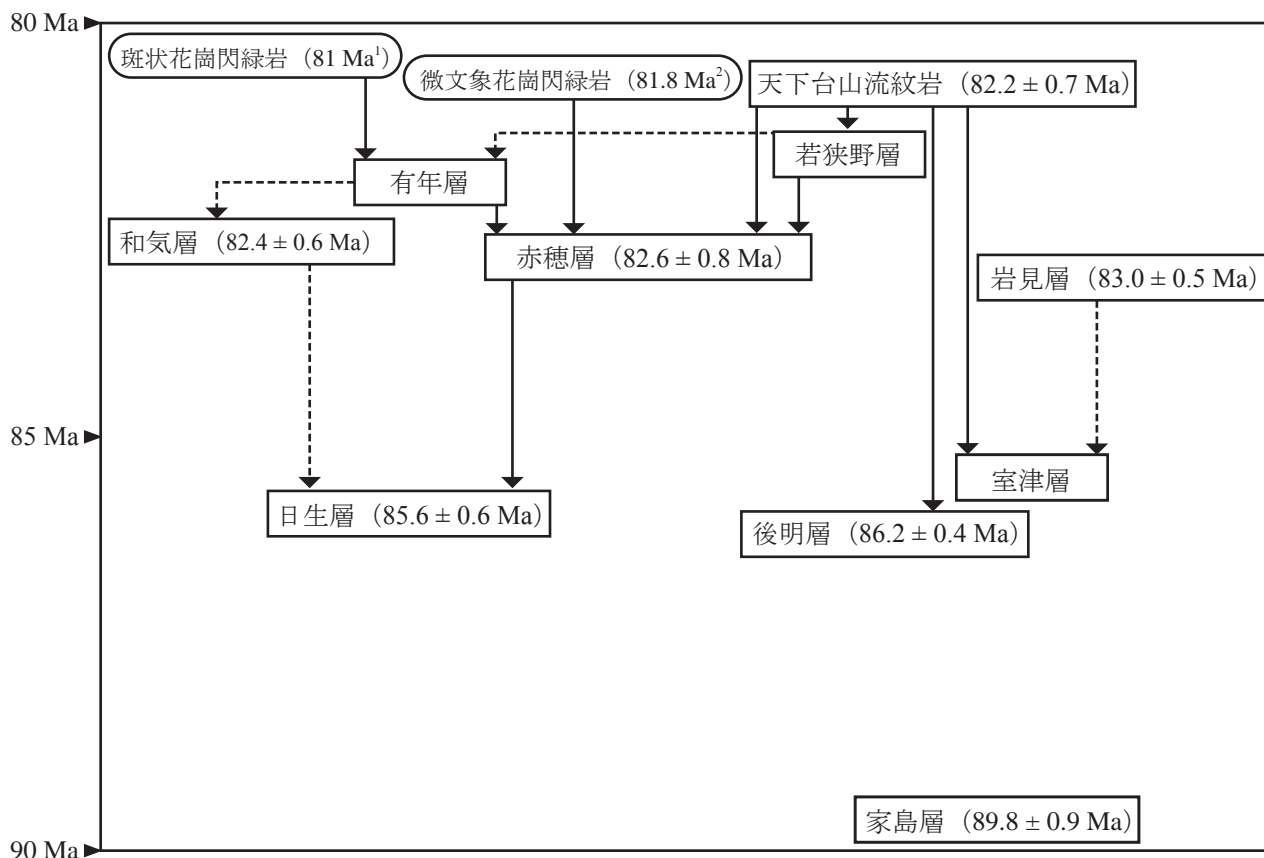 80 Ma
斑状花崗閃緑岩（81 Ma¹）
微文象花崗閃緑岩（81.8 Ma²）
天下台山流紋岩（82.2 ± 0.7 Ma）
若狭野層
有年層
和気層（82.4 ± 0.6 Ma）
赤穂層（82.6 ± 0.8 Ma）
岩見層（83.0 ± 0.5 Ma）
85 Ma
室津層
日生層（85.6 ± 0.6 Ma）
後明層（86.2 ± 0.4 Ma）
家島層（89.8 ± 0.9 Ma）
90 Ma